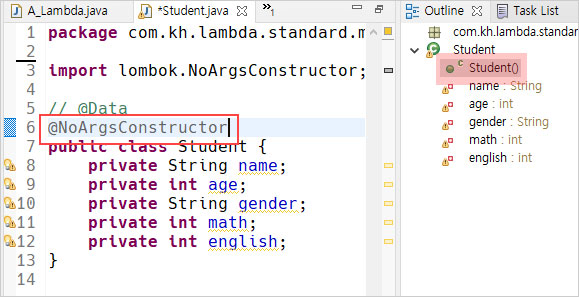 A_Lambda.java
*Student.java
1
Outline
Task List
1 package com.kh.lambda.standard.m
2
3 import lombok.NoArgsConstructor;
4
5 // @Data
6 @NoArgsConstructor
7 public class Student {
8 private String name;
9 private int age;
10 private String gender;
11 private int math;
12 private int english;
13 }
14
com.kh.lambda.standar
Student
Student()
name : String
age : int
gender : String
math : int
english : int